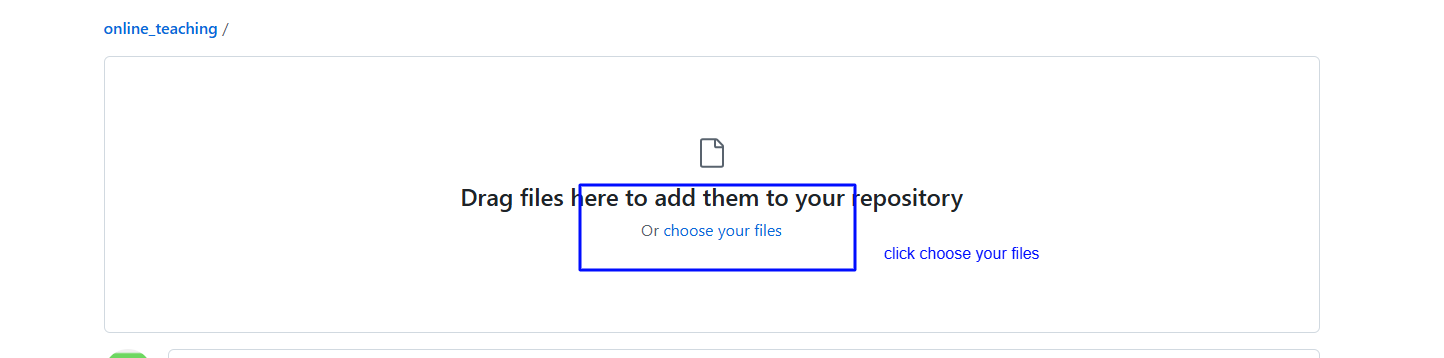 online_teaching /
Drag files here to add them to your repository
Or choose your files
click choose your files